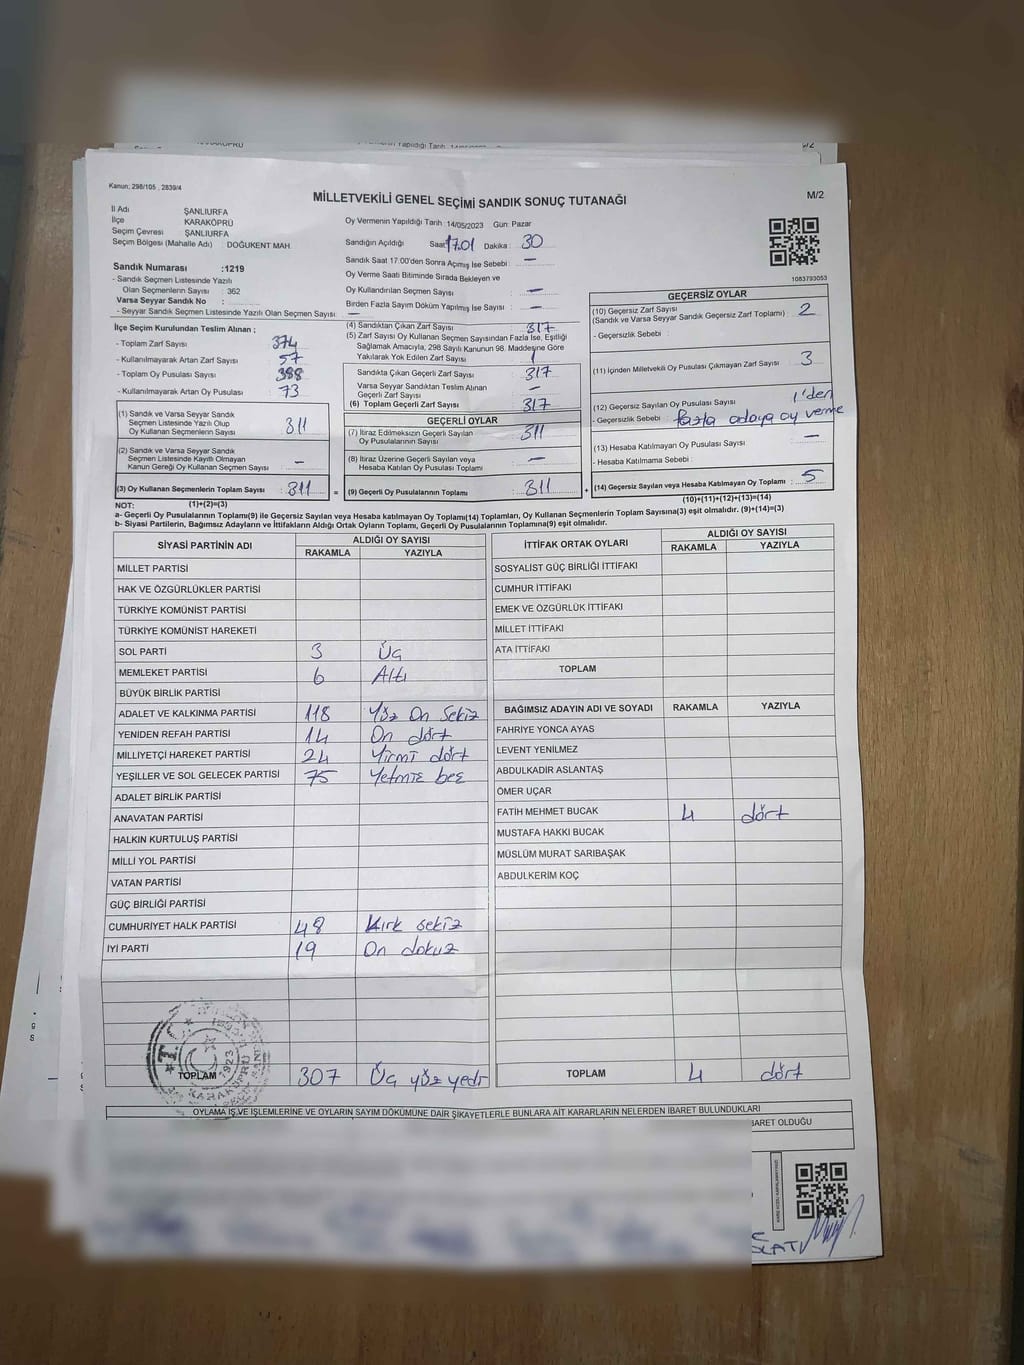 Kanun; 298/105 , 2839/4
MİLLETVEKİLİ GENEL SEÇİMİ SANDIK SONUÇ TUTANAĞI
M/2
İl Adı ŞANLIURFA
İlçe KARAKÖPRÜ
Seçim Çevresi ŞANLIURFA
Seçim Bölgesi (Mahalle Adı) DOĞUKENT MAH.
Sandık Numarası :1219
- Sandık Seçmen Listesinde Yazılı
Olan Seçmenlerin Sayısı : 362
Varsa Seyyar Sandık No :
- Seyyar Sandık Seçmen Listesinde Yazılı Olan Seçmen Sayısı: —
Oy Vermenin Yapıldığı Tarih :14/05/2023 Gün: Pazar
Sandığın Açıldığı Saat 17.01 Dakika : 30
Sandık Saat 17:00'den Sonra Açılmış İse Sebebi : —
Oy Verme Saati Bitiminde Sırada Bekleyen ve
Oy Kullandırılan Seçmen Sayısı : —
Birden Fazla Sayım Döküm Yapılmış İse Sayısı : —
1083793053
İlçe Seçim Kurulundan Teslim Alınan ;
- Toplam Zarf Sayısı : 374
- Kullanılmayarak Artan Zarf Sayısı : 57
- Toplam Oy Pusulası Sayısı : 388
- Kullanılmayarak Artan Oy Pusulası : 73
(1) Sandık ve Varsa Seyyar Sandık
Seçmen Listesinde Yazılı Olup
Oy Kullanan Seçmenlerin Sayısı : 311
(2) Sandık ve Varsa Seyyar Sandık
Seçmen Listesinde Kayıtlı Olmayan
Kanun Gereği Oy Kullanan Seçmen Sayısı : —
(3) Oy Kullanan Seçmenlerin Toplam Sayısı : 311
(4) Sandıktan Çıkan Zarf Sayısı : 317
(5) Zarf Sayısı Oy Kullanan Seçmen Sayısından Fazla İse, Eşitliği
Sağlamak Amacıyla, 298 Sayılı Kanunun 98. Maddesine Göre
Yakılarak Yok Edilen Zarf Sayısı :
Sandıkta Çıkan Geçerli Zarf Sayısı : 317
Varsa Seyyar Sandıktan Teslim Alınan
Geçerli Zarf Sayısı : —
(6) Toplam Geçerli Zarf Sayısı : 317
GEÇERLİ OYLAR
(7) İtiraz Edilmeksizin Geçerli Sayılan
Oy Pusulalarının Sayısı : 311
(8) İtiraz Üzerine Geçerli Sayılan veya
Hesaba Katılan Oy Pusulası Toplamı : —
= (9) Geçerli Oy Pusulalarının Toplamı : 311
GEÇERSİZ OYLAR
(10) Geçersiz Zarf Sayısı
(Sandık ve Varsa Seyyar Sandık Geçersiz Zarf Toplamı) : 2
- Geçersizlik Sebebi :
(11) İçinden Milletvekili Oy Pusulası Çıkmayan Zarf Sayısı : 3
(12) Geçersiz Sayılan Oy Pusulası Sayısı : 1'den
- Geçersizlik Sebebi : fazla adaya oy verme
(13) Hesaba Katılmayan Oy Pusulası Sayısı : —
- Hesaba Katılmama Sebebi :
+ (14) Geçersiz Sayılan veya Hesaba Katılmayan Oy Toplamı : 5
NOT: (1)+(2)=(3)
(10)+(11)+(12)+(13)=(14)
a- Geçerli Oy Pusulalarının Toplamı(9) ile Geçersiz Sayılan veya Hesaba katılmayan Oy Toplamı(14) Toplamları, Oy Kullanan Seçmenlerin Toplam Sayısına(3) eşit olmalıdır. (9)+(14)=(3)
b- Siyasi Partilerin, Bağımsız Adayların ve İttifakların Aldığı Ortak Oyların Toplamı, Geçerli Oy Pusulalarının Toplamına(9) eşit olmalıdır.
SİYASİ PARTİNİN ADI ALDIĞI OY SAYISI
RAKAMLA YAZIYLA
MİLLET PARTİSİ
HAK VE ÖZGÜRLÜKLER PARTİSİ
TÜRKİYE KOMÜNİST PARTİSİ
TÜRKİYE KOMÜNİST HAREKETİ
SOL PARTİ 3 Üç
MEMLEKET PARTİSİ 6 Altı
BÜYÜK BİRLİK PARTİSİ
ADALET VE KALKINMA PARTİSİ 118 Yüz On Sekiz
YENİDEN REFAH PARTİSİ 14 On dört
MİLLİYETÇİ HAREKET PARTİSİ 24 Yirmi dört
YEŞİLLER VE SOL GELECEK PARTİSİ 75 Yetmiş beş
ADALET BİRLİK PARTİSİ
ANAVATAN PARTİSİ
HALKIN KURTULUŞ PARTİSİ
MİLLİ YOL PARTİSİ
VATAN PARTİSİ
GÜÇ BİRLİĞİ PARTİSİ
CUMHURİYET HALK PARTİSİ 48 Kırk sekiz
İYİ PARTİ 19 On dokuz
TOPLAM 307 Üç yüz yedi
İTTİFAK ORTAK OYLARI ALDIĞI OY SAYISI
RAKAMLA YAZIYLA
SOSYALİST GÜÇ BİRLİĞİ İTTİFAKI
CUMHUR İTTİFAKI
EMEK VE ÖZGÜRLÜK İTTİFAKI
MİLLET İTTİFAKI
ATA İTTİFAKI
TOPLAM
BAĞIMSIZ ADAYIN ADI VE SOYADI RAKAMLA YAZIYLA
FAHRİYE YONCA AYAS
LEVENT YENİLMEZ
ABDULKADİR ASLANTAŞ
ÖMER UÇAR
FATİH MEHMET BUCAK 4 dört
MUSTAFA HAKKI BUCAK
MÜSLÜM MURAT SARIBAŞAK
ABDULKERİM KOÇ
TOPLAM 4 dört
T.C.
1923
KARAKÖPRÜ
OYLAMA İŞ VE İŞLEMLERİNE VE OYLARIN SAYIM DÖKÜMÜNE DAİR ŞİKAYETLERLE BUNLARA AİT KARARLARIN NELERDEN İBARET BULUNDUKLARI
BARET OLDUĞU